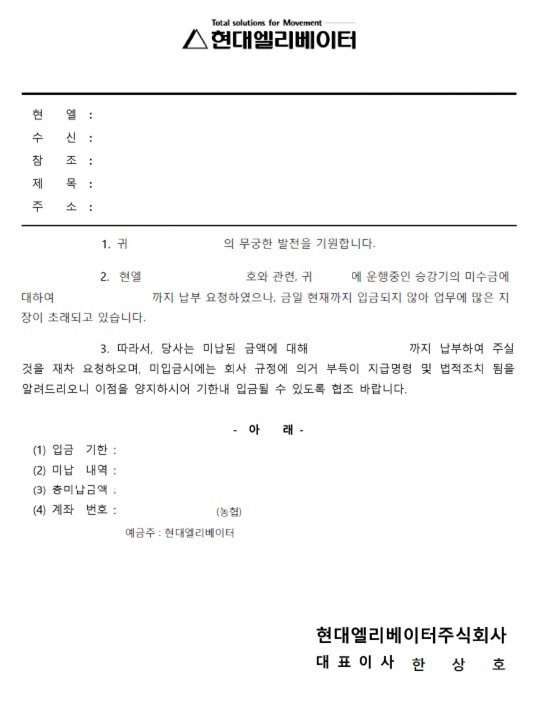 Total solutions for Movement
현대엘리베이터
현 엘 :
수 신 :
참 조 :
제 목 :
주 소 :
1. 귀 의 무궁한 발전을 기원합니다.
2. 현엘 호와 관련, 귀 에 운행중인 승강기의 미수금에
대하여 까지 납부 요청하였으나, 금일 현재까지 입금되지 않아 업무에 많은 지
장이 초래되고 있습니다.
3. 따라서, 당사는 미납된 금액에 대해 까지 납부하여 주실
것을 재차 요청하오며, 미입금시에는 회사 규정에 의거 부득이 지급명령 및 법적조치 됨을
알려드리오니 이점을 양지하시어 기한내 입금될 수 있도록 협조 바랍니다.
- 아 래 -
(1) 입금 기한 :
(2) 미납 내역 :
(3) 총미납금액 .
(4) 계좌 번호 : (농협)
예금주 : 현대엘리베이터
현대엘리베이터주식회사
대 표 이 사 한 상 호